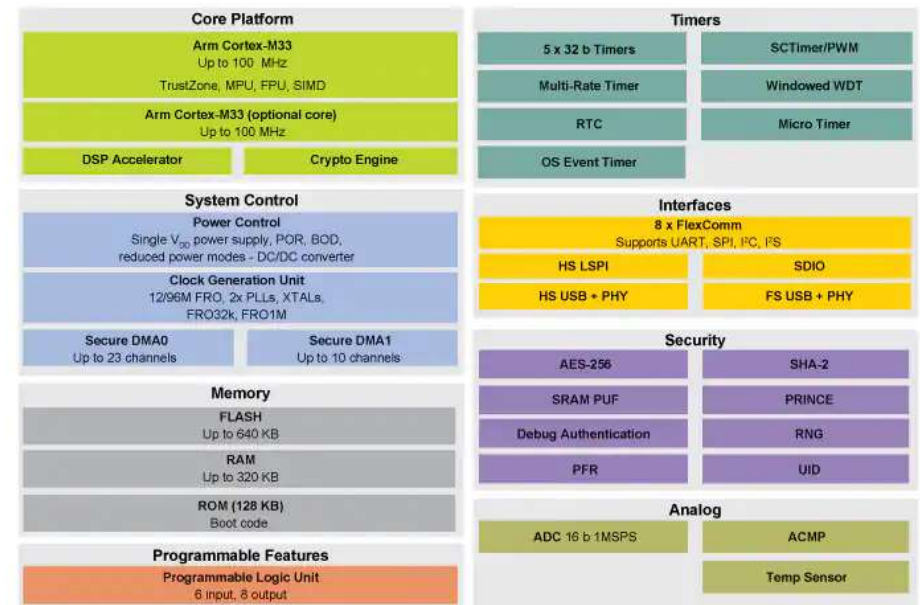 Core Platform
Arm Cortex-M33
Up to 100 MHz
TrustZone, MPU, FPU, SIMD
Arm Cortex-M33 (optional core)
Up to 100 MHz
DSP Accelerator
Crypto Engine
System Control
Power Control
Single VDD power supply, POR, BOD,
reduced power modes - DC/DC converter
Clock Generation Unit
12/96M FRO, 2x PLLs, XTALs,
FRO32k, FRO1M
Secure DMA0
Up to 23 channels
Secure DMA1
Up to 10 channels
Memory
FLASH
Up to 640 KB
RAM
Up to 320 KB
ROM (128 KB)
Boot code
Programmable Features
Programmable Logic Unit
6 input, 8 output
Timers
5 x 32 b Timers
SCTimer/PWM
Multi-Rate Timer
Windowed WDT
RTC
Micro Timer
OS Event Timer
Interfaces
8 x FlexComm
Supports UART, SPI, I²C, I²S
HS LSPI
SDIO
HS USB + PHY
FS USB + PHY
Security
AES-256
SHA-2
SRAM PUF
PRINCE
Debug Authentication
RNG
PFR
UID
Analog
ADC 16 b 1MSPS
ACMP
Temp Sensor